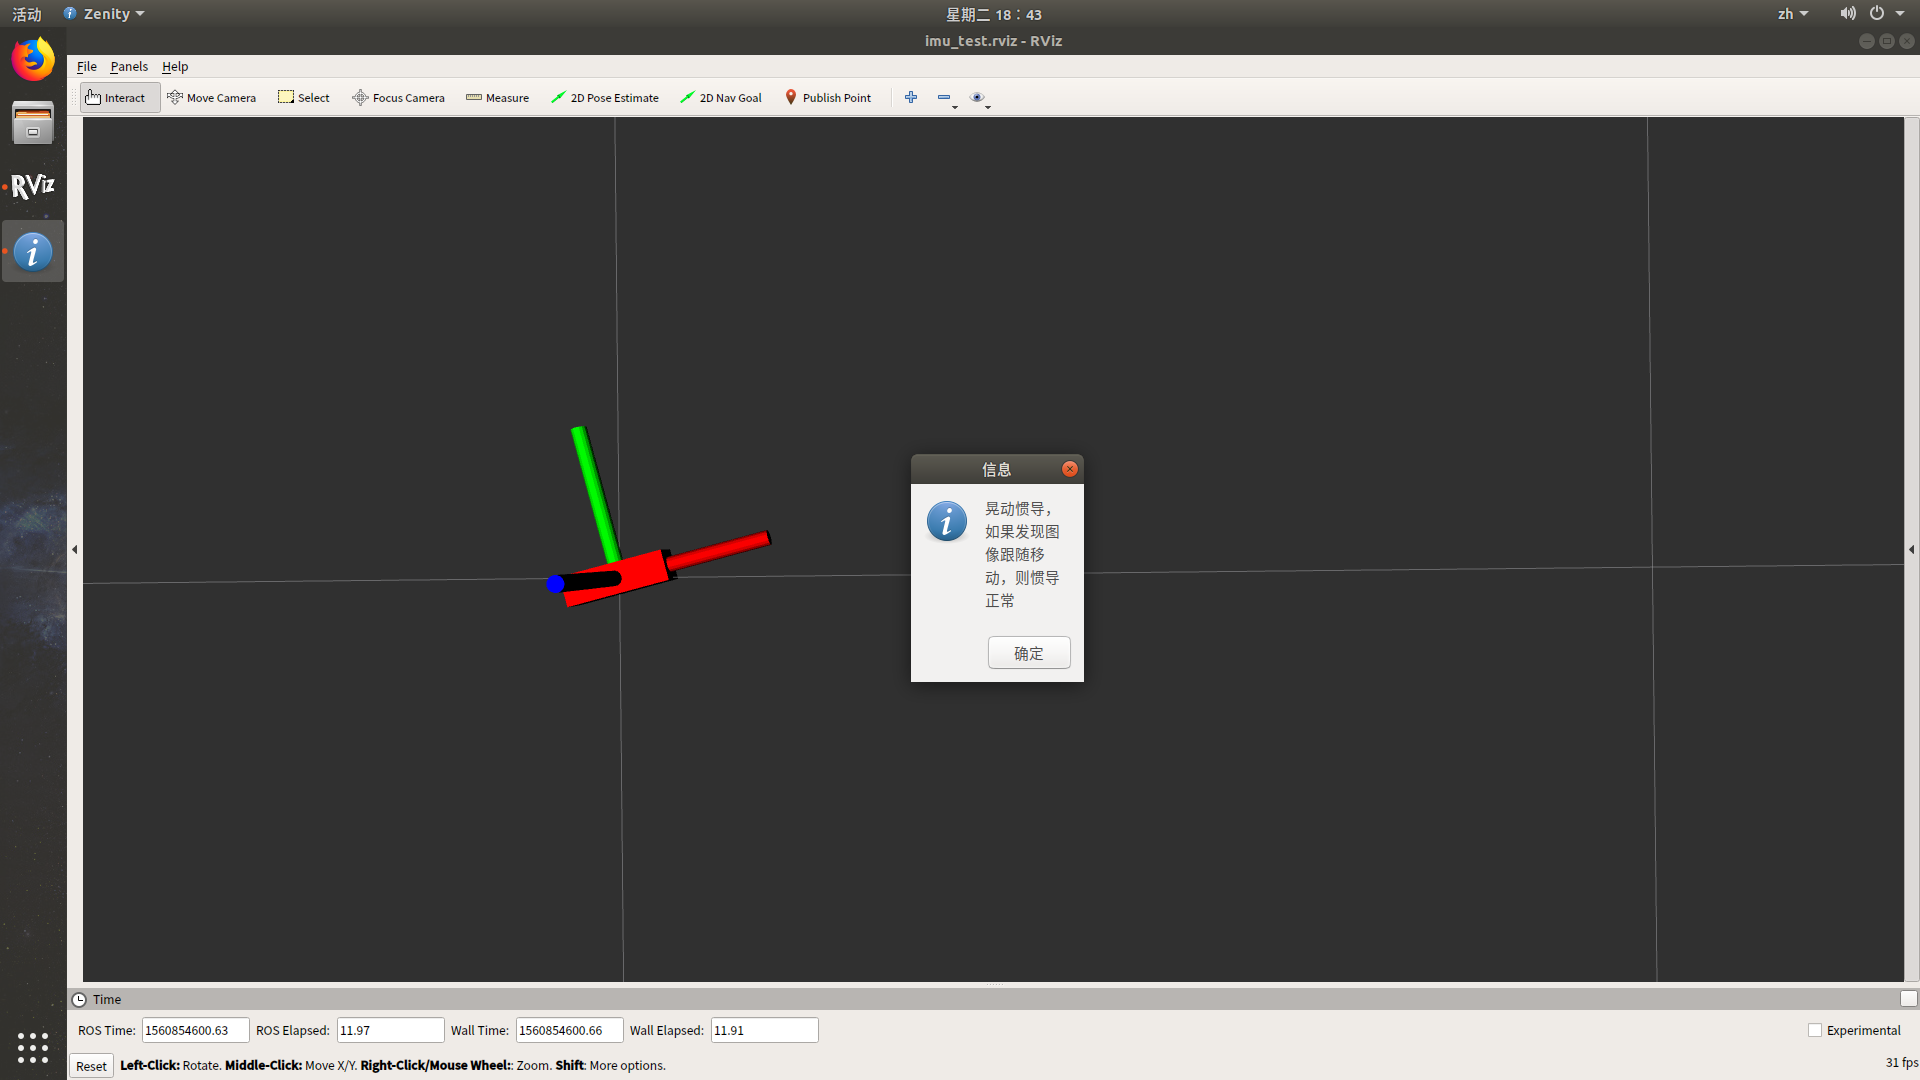 活动
Zenity
星期二 18：43
zh
imu_test.rviz - RViz
File Panels Help
Interact Move Camera Select Focus Camera Measure 2D Pose Estimate 2D Nav Goal Publish Point
RViz
信息
晃动惯导，
如果发现图
像跟随移
动，则惯导
正常
确定
Time
ROS Time: 1560854600.63 ROS Elapsed: 11.97 Wall Time: 1560854600.66 Wall Elapsed: 11.91 Experimental
Reset Left-Click: Rotate. Middle-Click: Move X/Y. Right-Click/Mouse Wheel:: Zoom. Shift: More options. 31 fps